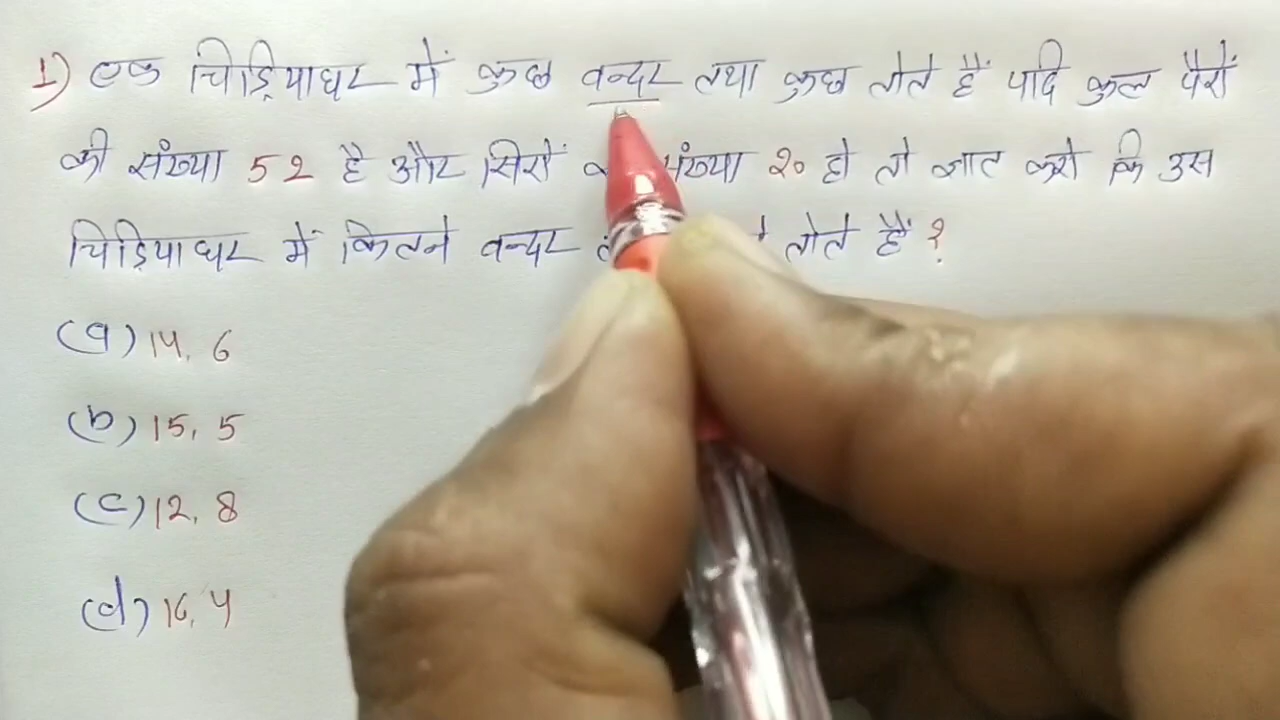 1) एक चिड़ियाघर में कुछ बन्दर तथा कुछ तोते हैं यदि कुल पैरों
की संख्या 52 है और सिरों संख्या 20 हो तो ज्ञात करो कि उस
चिड़ियाघर में कितने बन्दर तोते हैं ?
(a) 14, 6
(b) 15, 5
(c) 12, 8
(d) 16, 4